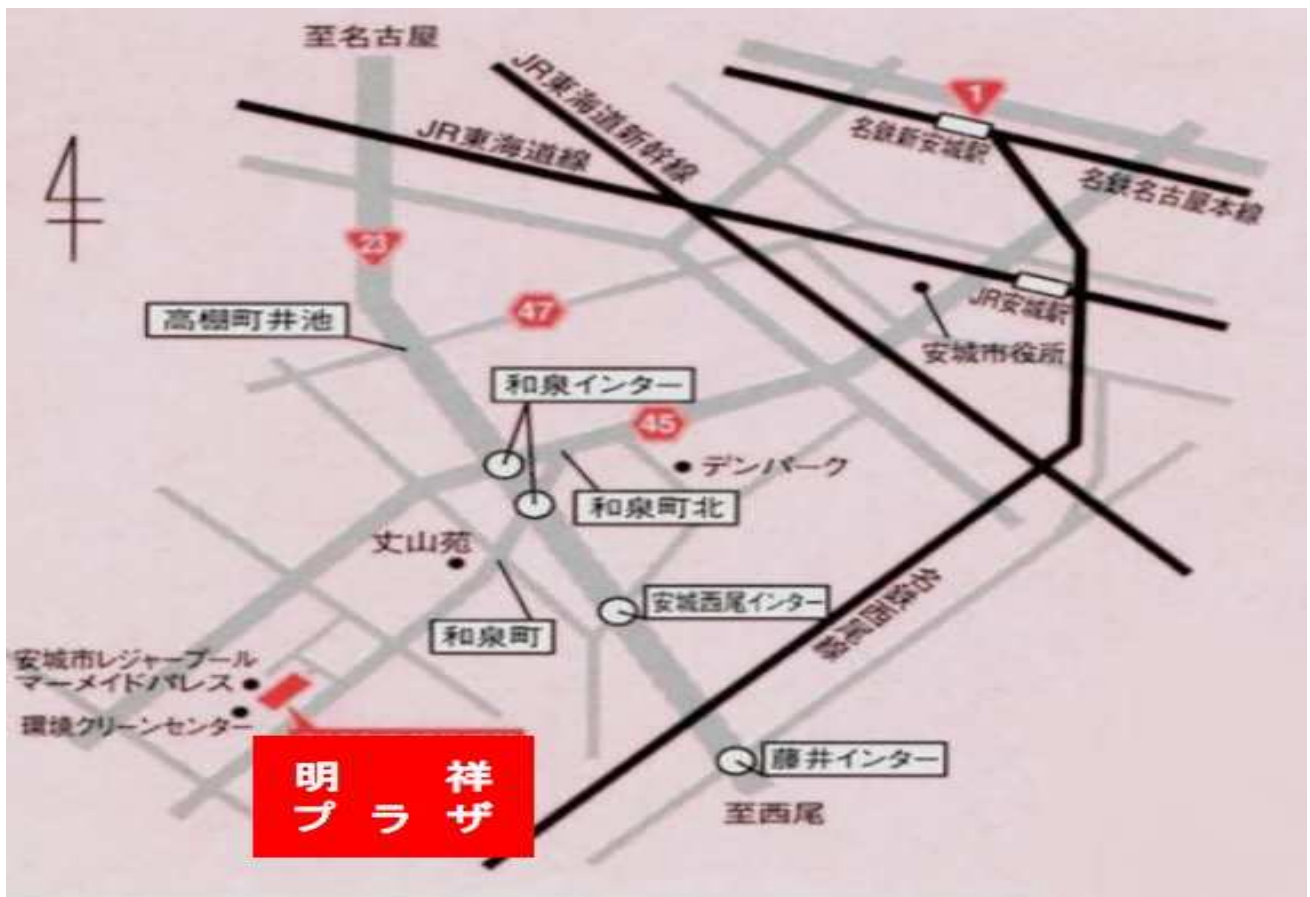 至名古屋
JR東海道新幹線
JR東海道線
1
名鉄新安城駅
名鉄名古屋本線
23
47
高棚町井池
JR安城駅
安城市役所
和泉インター
45
デンパーク
和泉町北
丈山苑
安城西尾インター
名鉄西尾線
和泉町
安城市レジャープール
マーメイドパレス
環境クリーンセンター
明祥
プラザ
藤井インター
至西尾